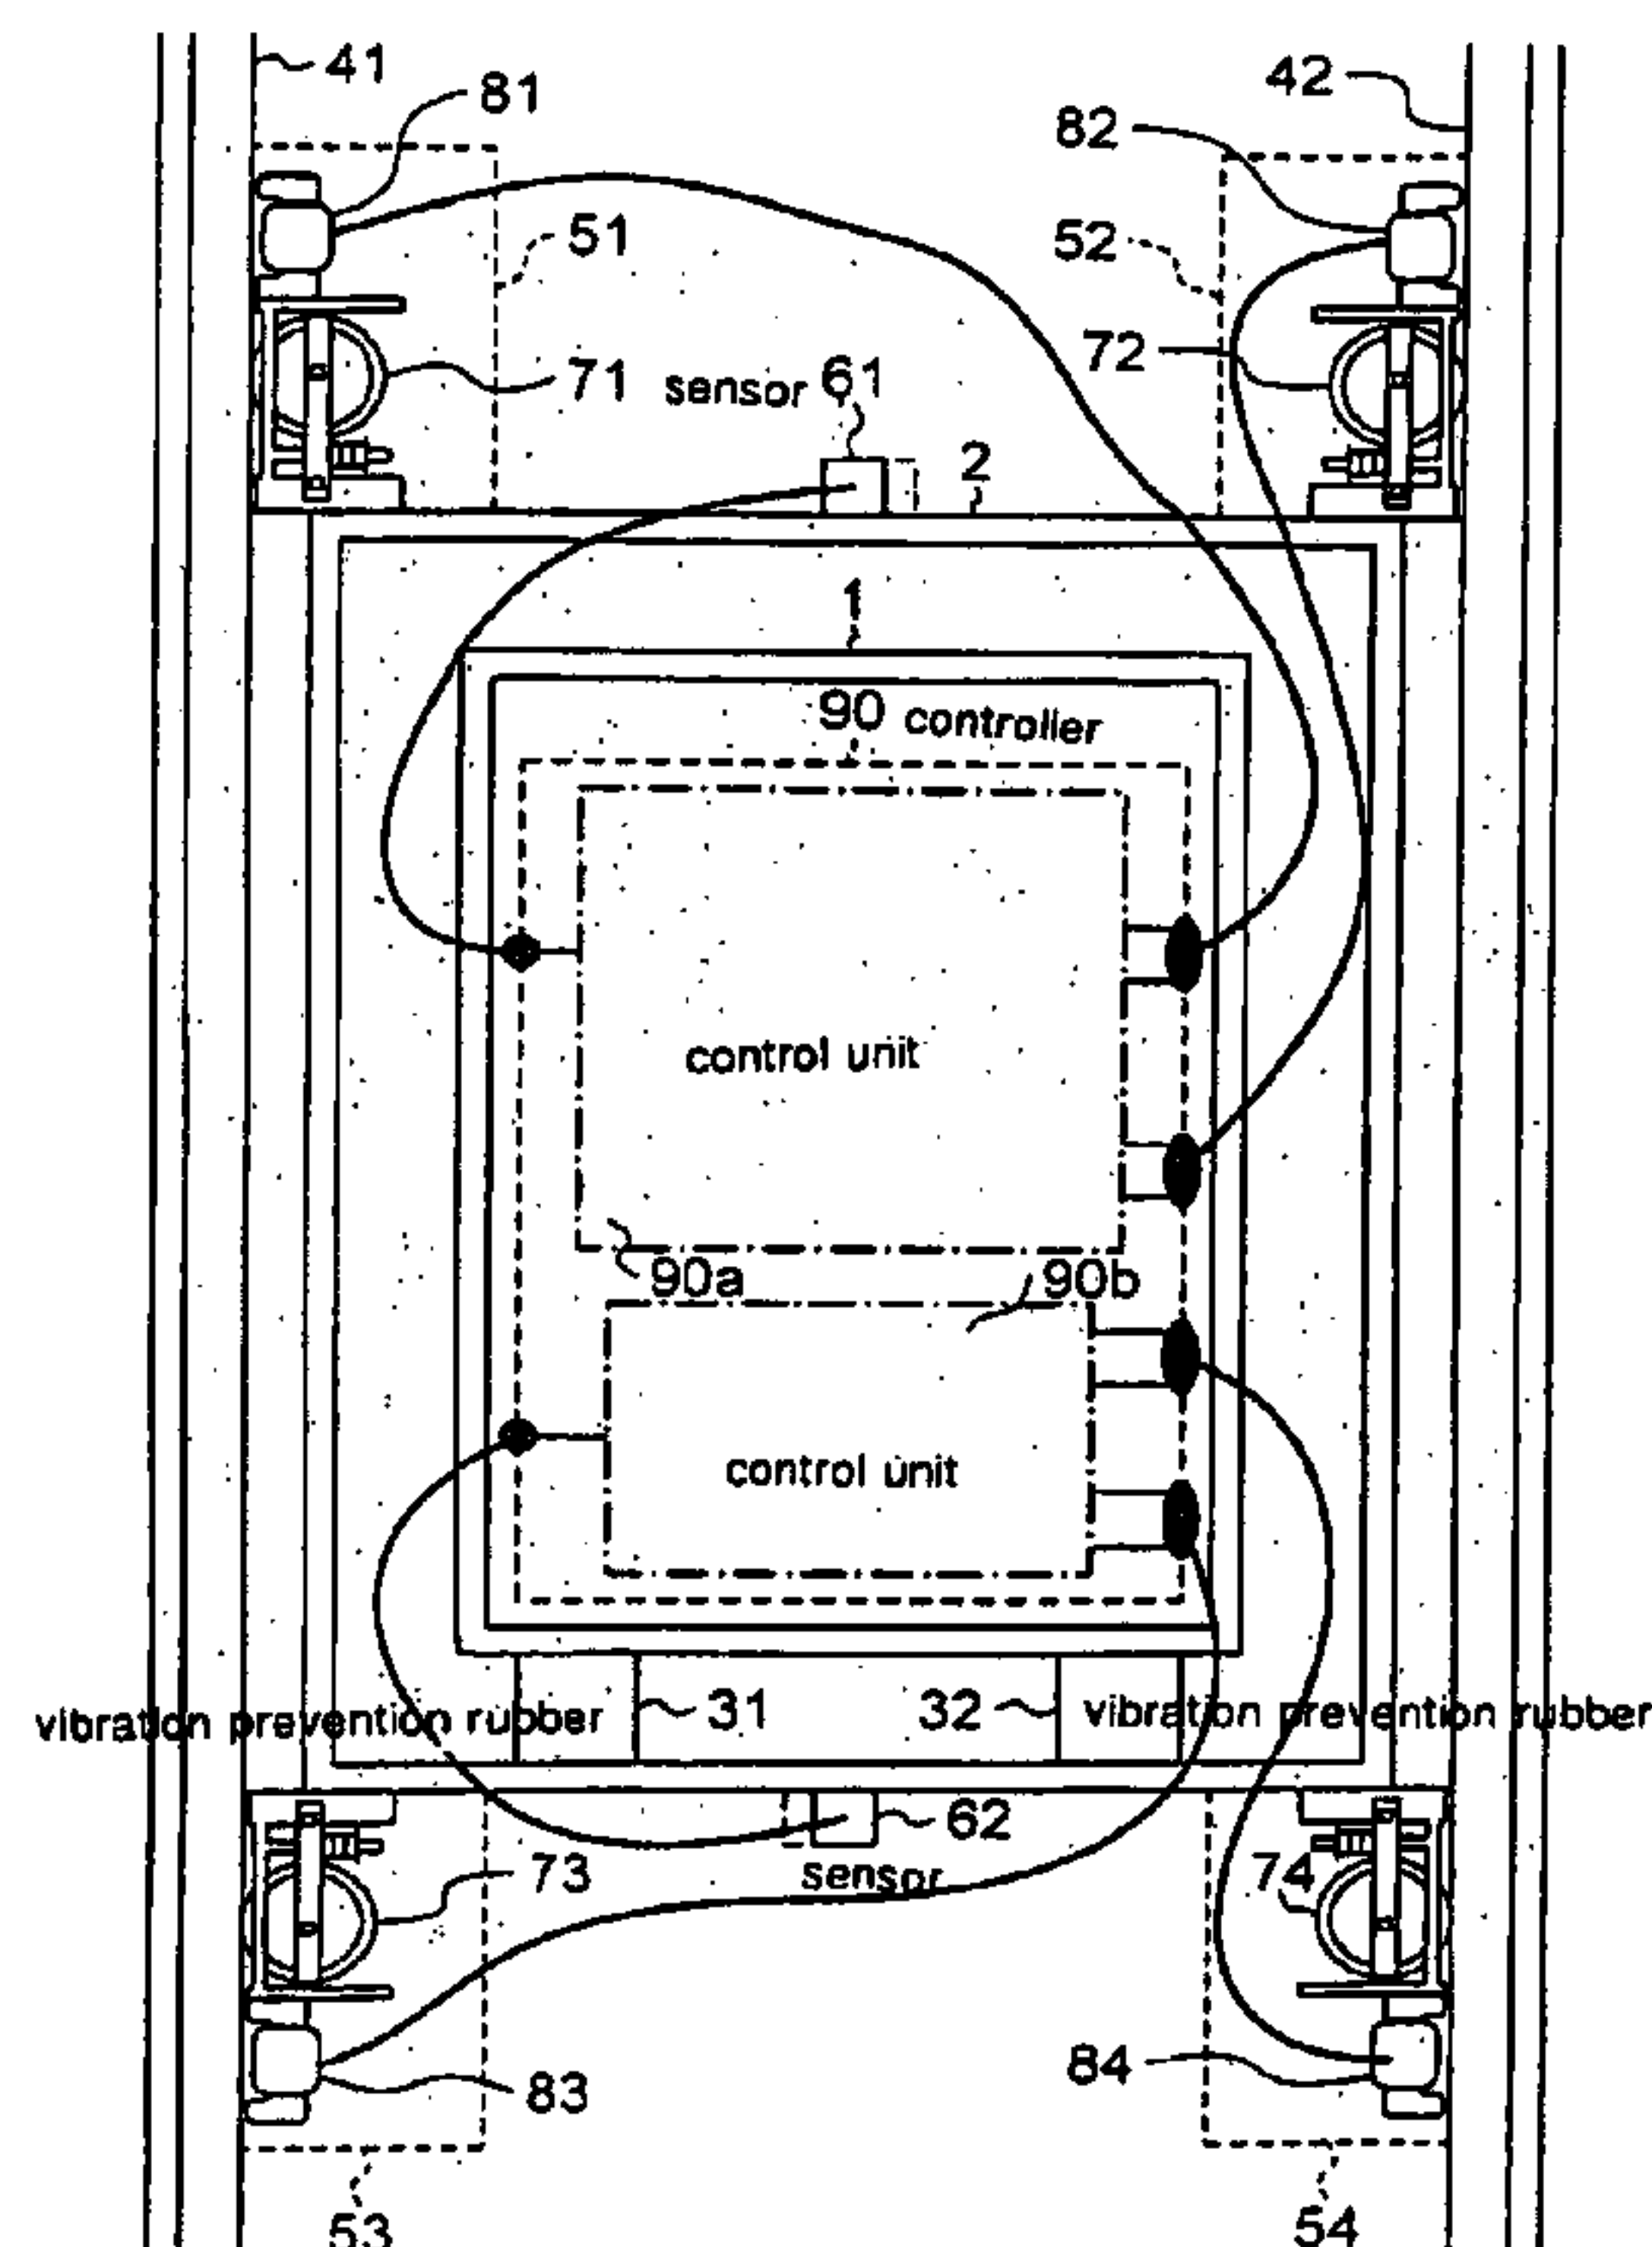 41
81
42
82
51
52
71
sensor 61
72
2
1
90 controller
control unit
90a
90b
control unit
vibration prevention rubber
31
32
vibration prevention rubber
62
sensor
73
74
83
84
53
54